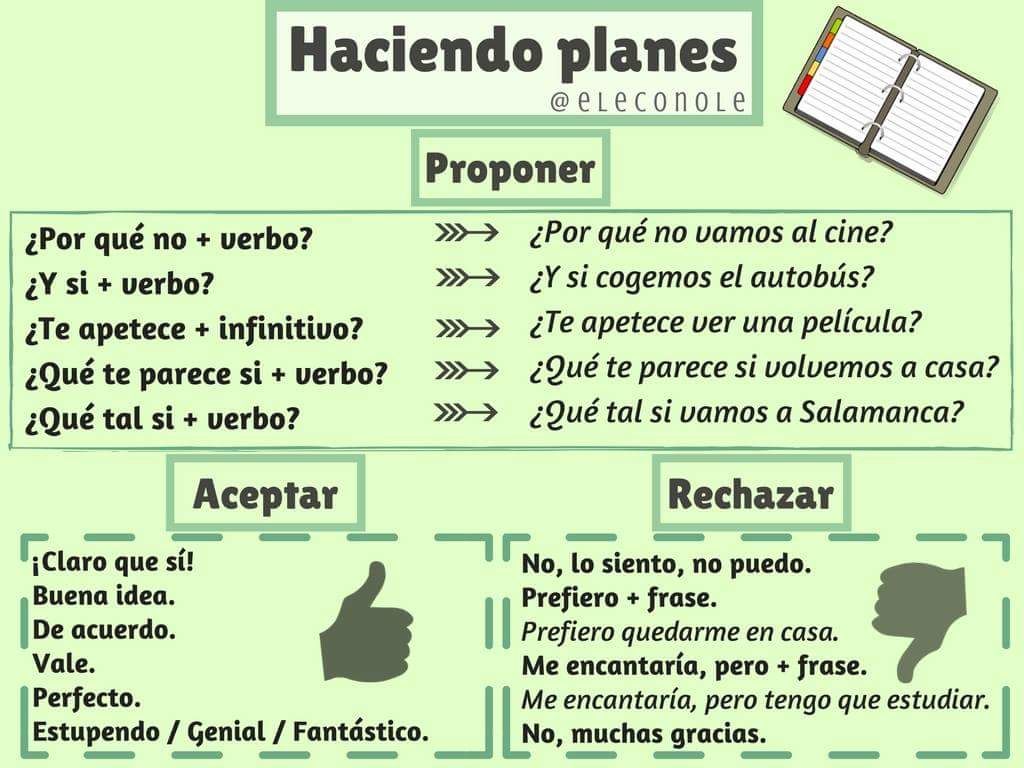 Haciendo planes
@eleconole
Proponer
¿Por qué no + verbo? ¿Por qué no vamos al cine?
¿Y si + verbo? ¿Y si cogemos el autobús?
¿Te apetece + infinitivo? ¿Te apetece ver una película?
¿Qué te parece si + verbo? ¿Qué te parece si volvemos a casa?
¿Qué tal si + verbo? ¿Qué tal si vamos a Salamanca?
Aceptar
¡Claro que sí!
Buena idea.
De acuerdo.
Vale.
Perfecto.
Estupendo / Genial / Fantástico.
Rechazar
No, lo siento, no puedo.
Prefiero + frase.
Prefiero quedarme en casa.
Me encantaría, pero + frase.
Me encantaría, pero tengo que estudiar.
No, muchas gracias.